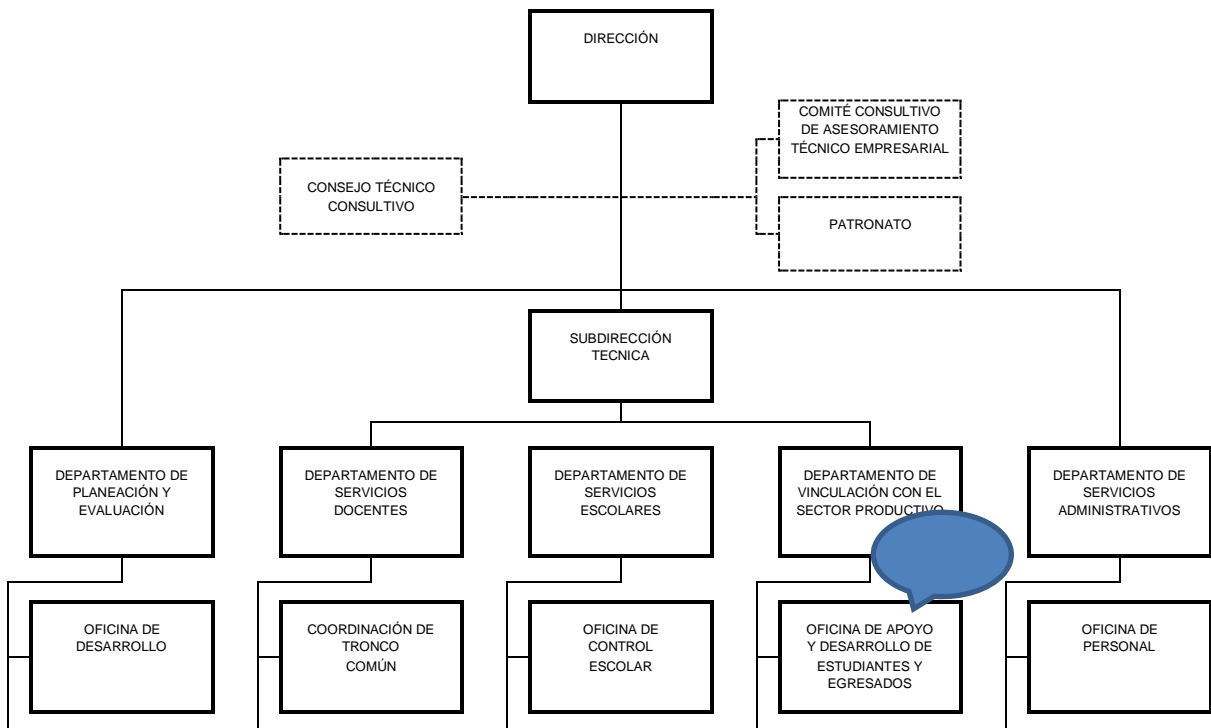 DIRECCIÓN
COMITÉ CONSULTIVO
DE ASESORAMIENTO
TÉCNICO EMPRESARIAL
CONSEJO TÉCNICO
CONSULTIVO
PATRONATO
SUBDIRECCIÓN
TECNICA
DEPARTAMENTO DE
PLANEACIÓN Y
EVALUACIÓN
DEPARTAMENTO DE
SERVICIOS
DOCENTES
DEPARTAMENTO DE
SERVICIOS
ESCOLARES
DEPARTAMENTO DE
VINCULACIÓN CON EL
SECTOR PRODUCTIVO
DEPARTAMENTO DE
SERVICIOS
ADMINISTRATIVOS
OFICINA DE
DESARROLLO
COORDINACIÓN DE
TRONCO
COMÚN
OFICINA DE
CONTROL
ESCOLAR
OFICINA DE APOYO
Y DESARROLLO DE
ESTUDIANTES Y
EGRESADOS
OFICINA DE
PERSONAL